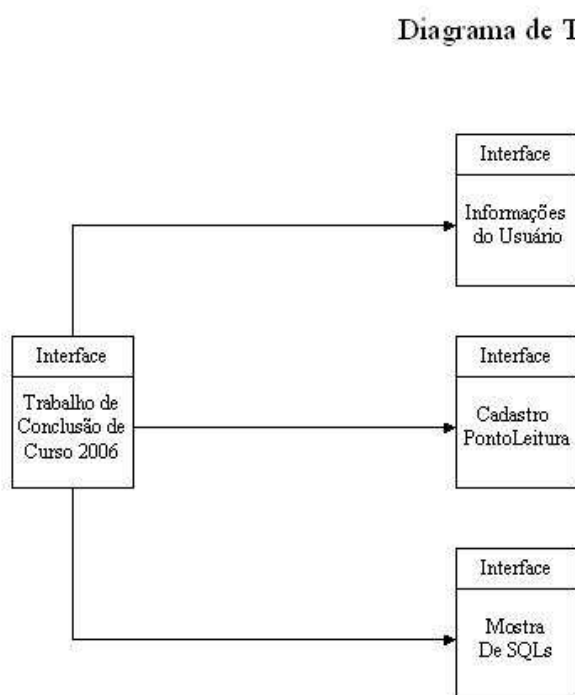 Diagrama de T
Interface
Informações
do Usuário
Interface
Trabalho de
Conclusão de
Curso 2006
Interface
Cadastro
PontoLeitura
Interface
Mostra
De SQLs